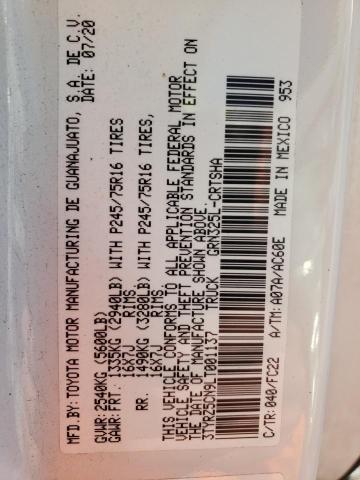 MFD.BY:TOYOTA MOTOR MANUFACTURING DE GUANAJUATO, S.A. DE C.V.
DATE: 07/20
GVWR:2540KG(5600LB)
GAWR:FRT. 1335KG (2940LB) WITH P245/75R16 TIRES
16X7J RIMS,
RR. 1490KG (3280LB) WITH P245/75R16 TIRES,
16X7J RIMS,
THIS VEHICLE CONFORMS TO ALL APPLICABLE FEDERAL MOTOR
VEHICLE SAFETY AND THEFT PREVENTION STANDARDS IN EFFECT ON
THE DATE OF MANUFACTURE SHOWN ABOVE.
3TYRZ5CN9LT001137 TRUCK GRN325L-CRTSHA
C/TR:040/FC22 A/TM:A07A/AC60E MADE IN MEXICO 953